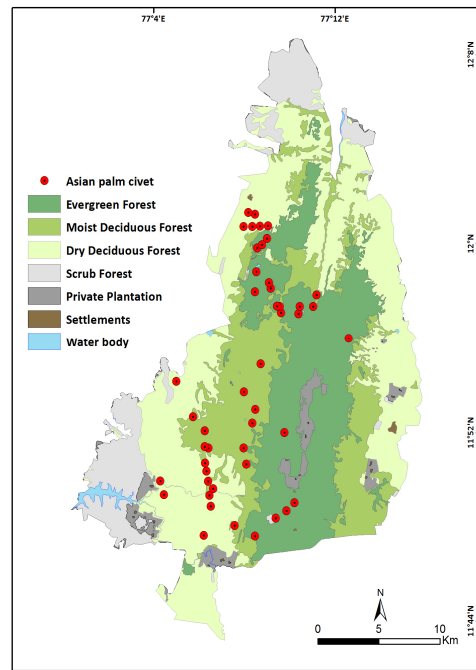 77°4'E 77°12'E
12°8'N
Asian palm civet
Evergreen Forest
Moist Deciduous Forest
Dry Deciduous Forest
Scrub Forest
Private Plantation
Settlements
Water body
12°N
11°52'N
11°44'N
N
0 5 10
Km